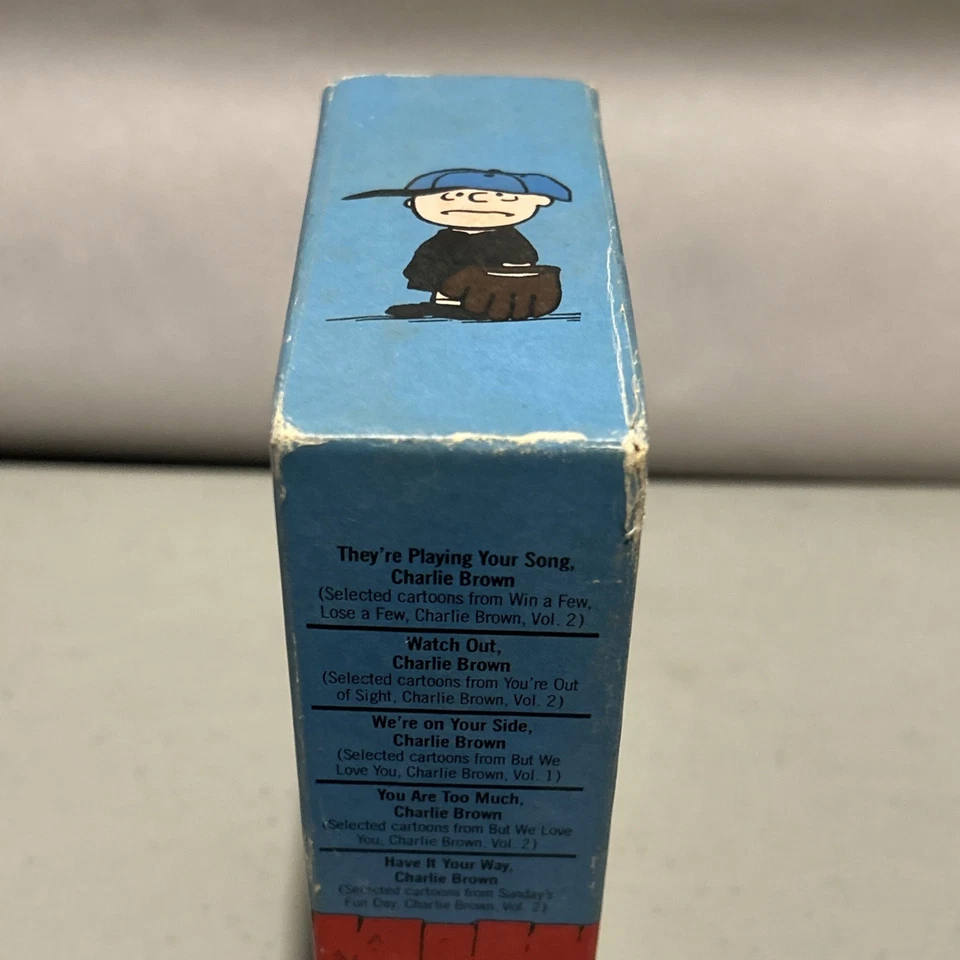 They're Playing Your Song,
Charlie Brown
(Selected cartoons from Win a Few,
Lose a Few, Charlie Brown, Vol. 2)
Watch Out,
Charlie Brown
(Selected cartoons from You're Out
of Sight, Charlie Brown, Vol. 2)
We're on Your Side,
Charlie Brown
(Selected cartoons from But We
Love You, Charlie Brown, Vol. 1)
You Are Too Much,
Charlie Brown
(Selected cartoons from But We Love
You, Charlie Brown, Vol. 2)
Have It Your Way,
Charlie Brown
(Selected cartoons from Sunday's
Fun Day, Charlie Brown, Vol. 2)